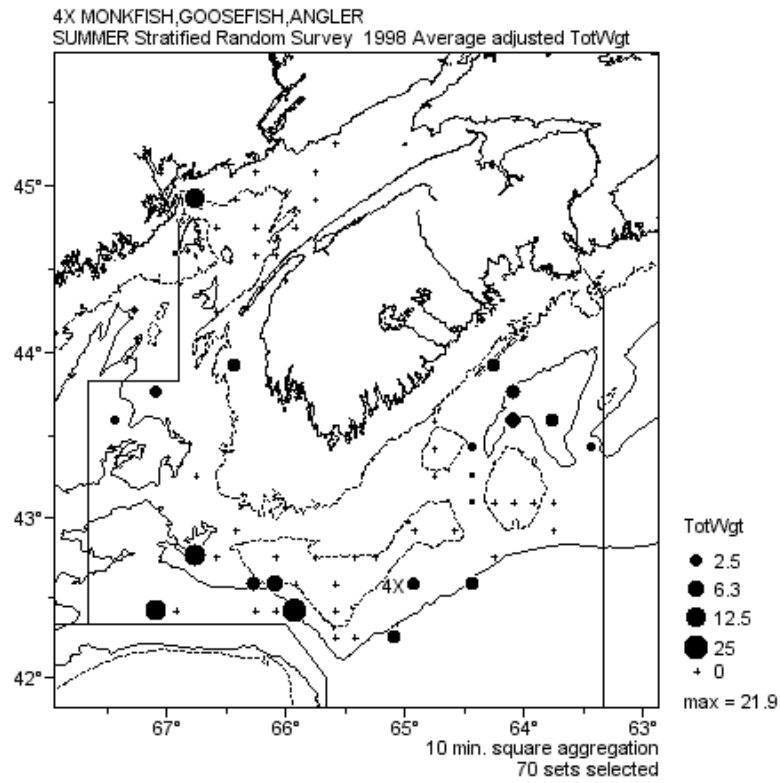 4X MONKFISH,GOOSEFISH,ANGLER
SUMMER Stratified Random Survey 1998 Average adjusted TotWgt
45°
44°
43°
42°
4X
67°
66°
65°
64°
63°
TotWgt
2.5
6.3
12.5
25
0
max = 21.9
10 min. square aggregation
70 sets selected